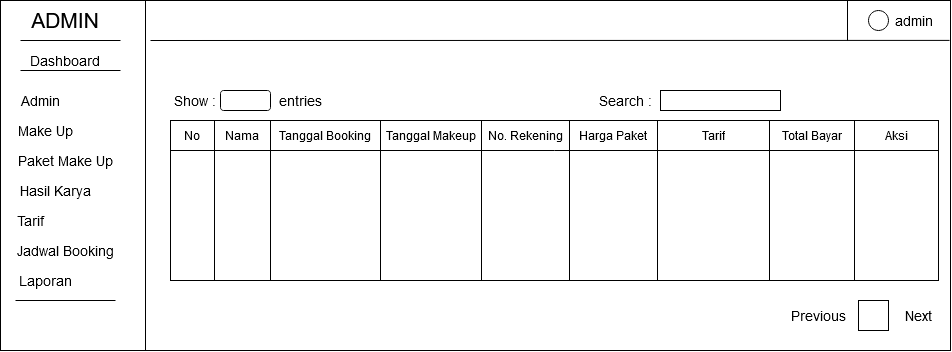 ADMIN
admin
Dashboard
Admin
Make Up
Paket Make Up
Hasil Karya
Tarif
Jadwal Booking
Laporan
Show : entries
Search :
No Nama Tanggal Booking Tanggal Makeup No. Rekening Harga Paket Tarif Total Bayar Aksi
Previous Next